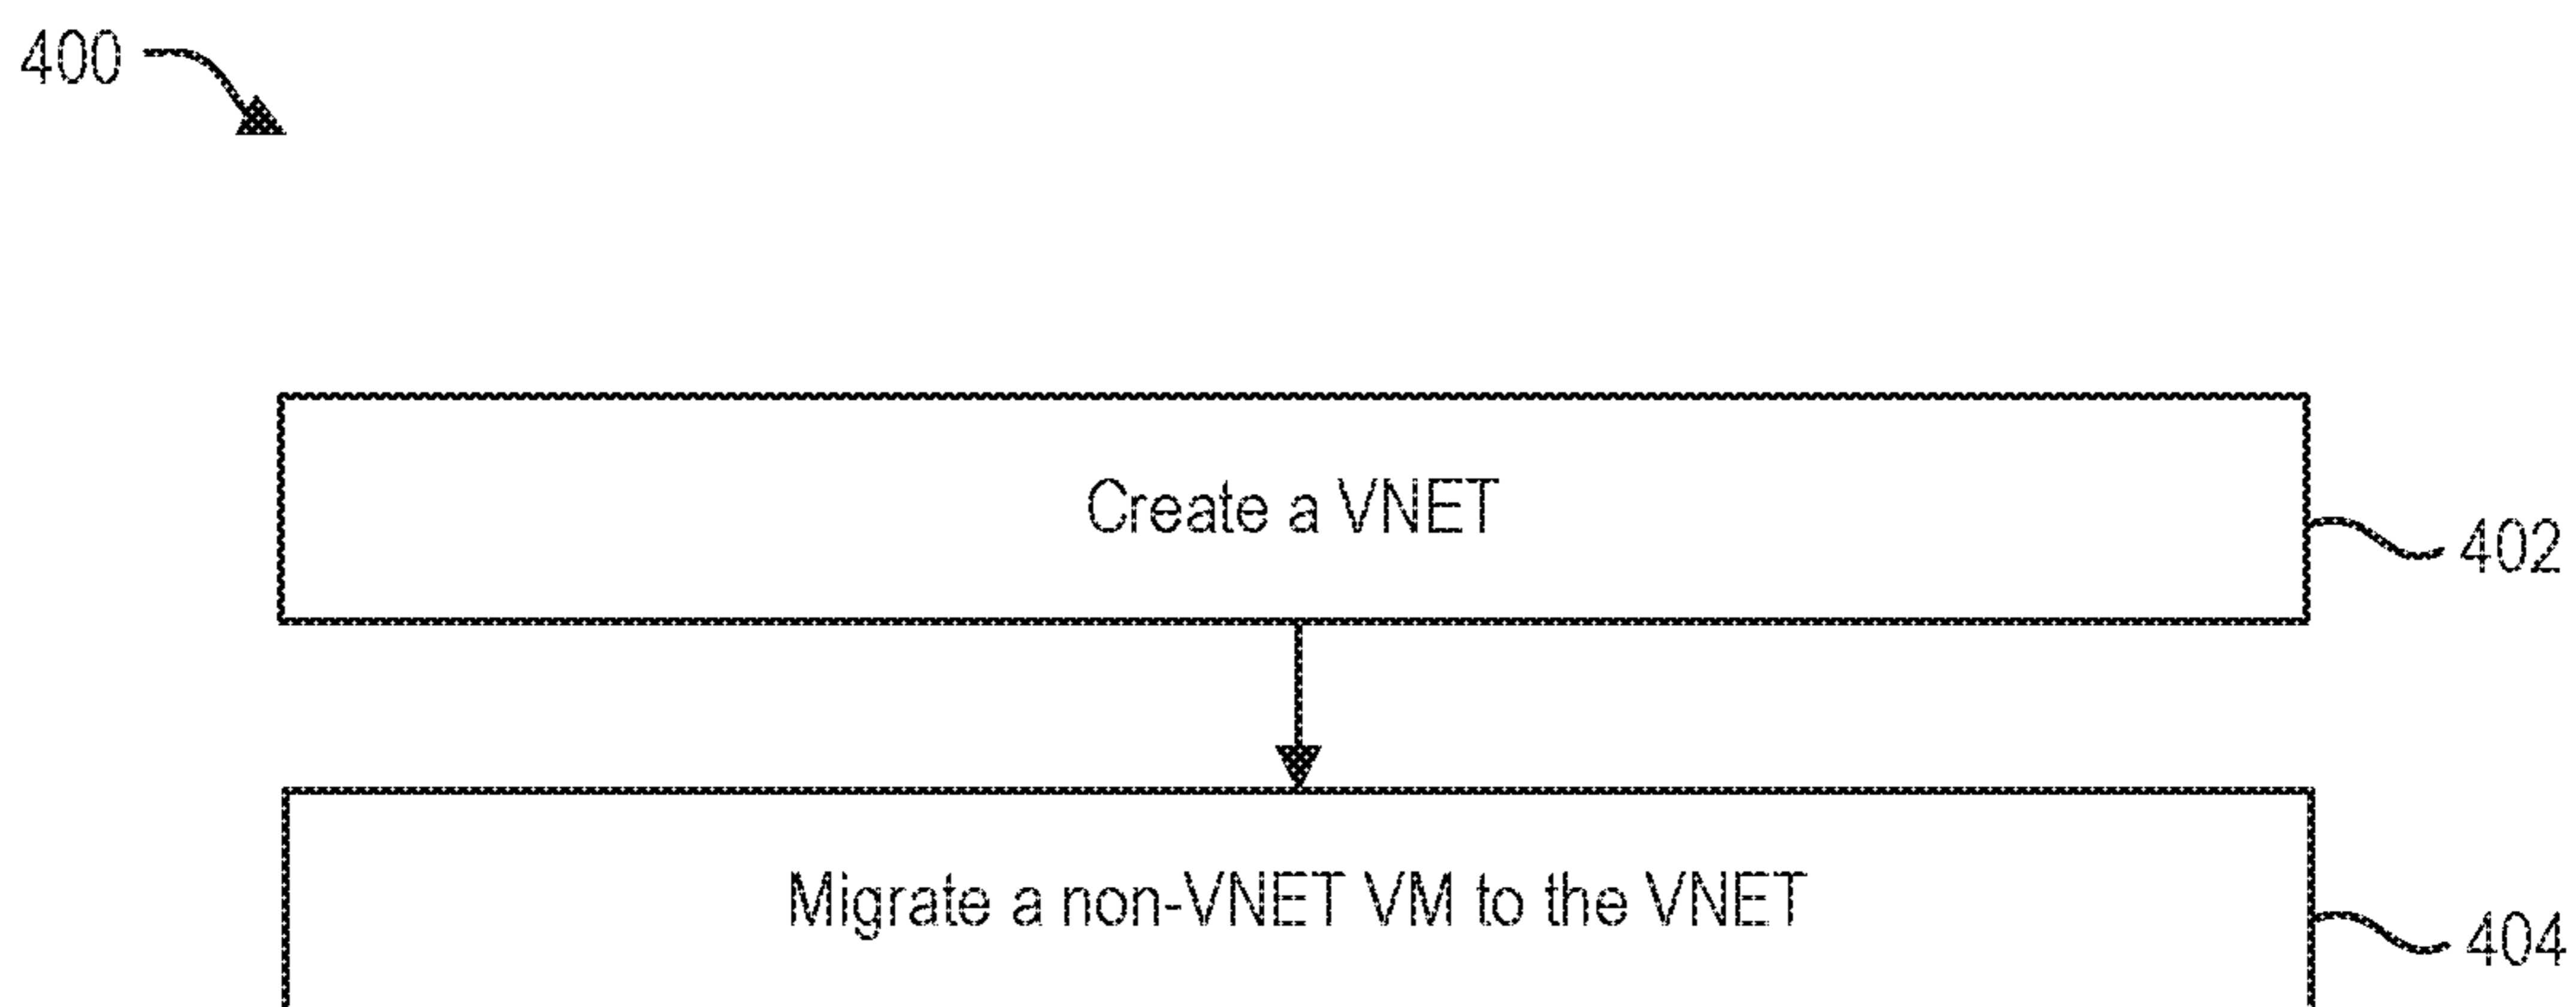 400
Create a VNET
402
Migrate a non-VNET VM to the VNET
404